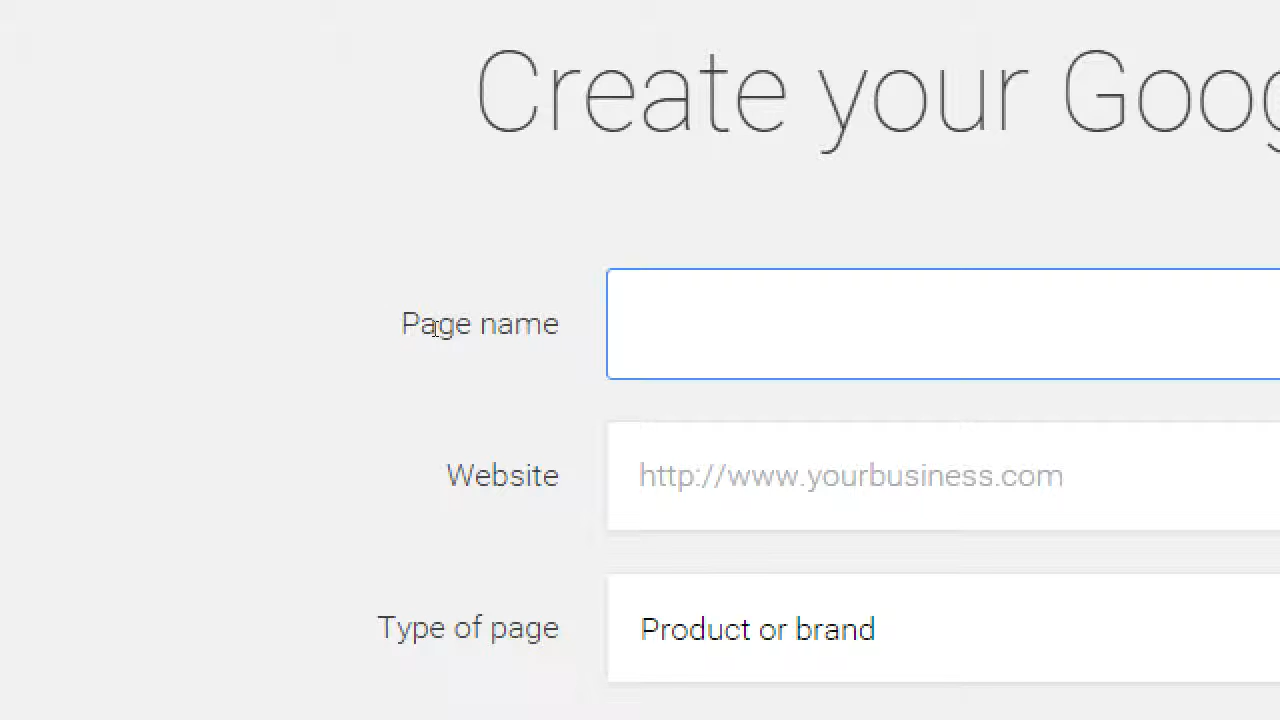 Create your Goog
Page name
Website
http://www.yourbusiness.com
Type of page
Product or brand